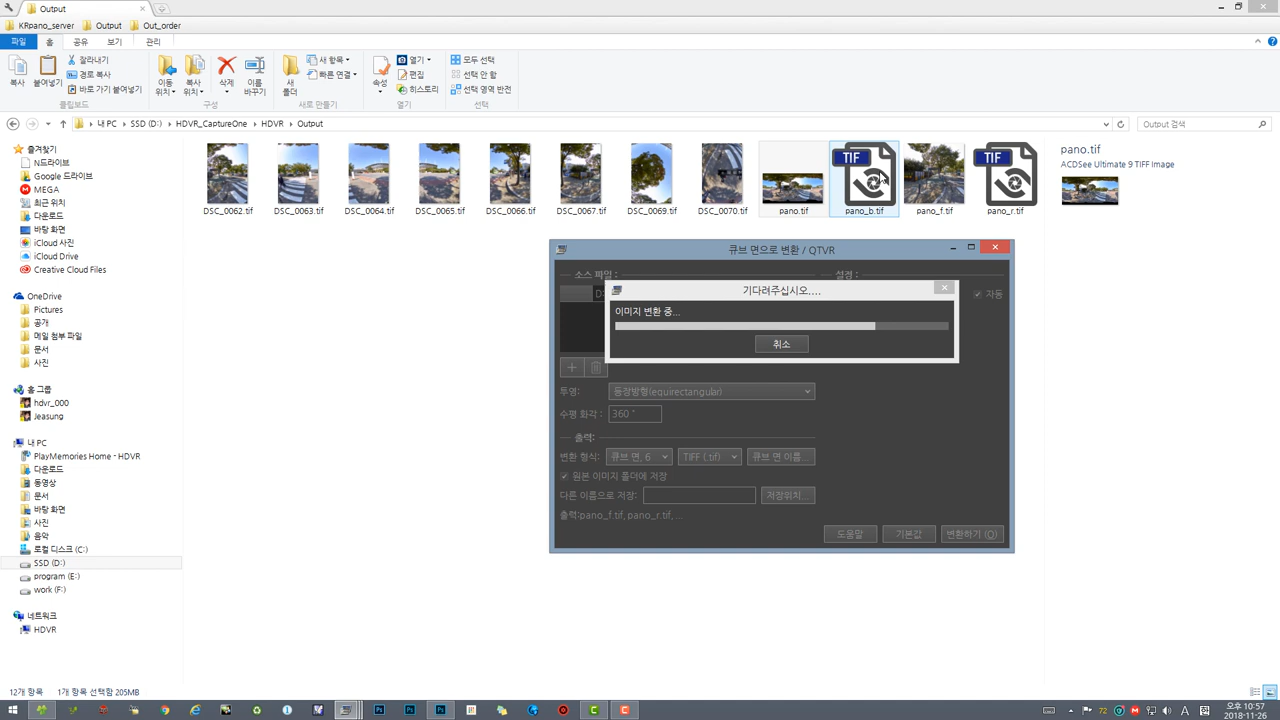 Output
KRpano_server
Output
Out_order
파일
홈
공유
보기
관리
복사
붙여넣기
잘라내기
경로 복사
바로 가기 붙여넣기
클립보드
이동 위치
복사 위치
삭제
이름 바꾸기
구성
새 폴더
새 항목
빠른 연결
새로 만들기
속성
열기
편집
히스토리
열기
모두 선택
선택 안 함
선택 영역 반전
선택
내 PC
SSD (D:)
HDVR_CaptureOne
HDVR
Output
Output 검색
즐겨찾기
N드라이브
Google 드라이브
MEGA
최근 위치
다운로드
바탕 화면
iCloud 사진
iCloud Drive
Creative Cloud Files
OneDrive
Pictures
공개
메일 첨부 파일
문서
사진
홈 그룹
hdvr_000
Jeasung
내 PC
PlayMemories Home - HDVR
다운로드
동영상
문서
바탕 화면
사진
음악
로컬 디스크 (C:)
SSD (D:)
program (E:)
work (F:)
네트워크
HDVR
DSC_0062.tif
DSC_0063.tif
DSC_0064.tif
DSC_0065.tif
DSC_0066.tif
DSC_0067.tif
DSC_0069.tif
DSC_0070.tif
pano.tif
TIF
pano_b.tif
pano_f.tif
TIF
pano_r.tif
pano.tif
ACDSee Ultimate 9 TIFF Image
큐브 면으로 변환 / QTVR
소스 파일 :
설정 :
자동
기다려주십시오....
이미지 변환 중...
취소
투영:
등장방형(equirectangular)
수평 화각 :
360 °
출력:
변환 형식:
큐브 면, 6
TIFF (.tif)
큐브 면 이름...
원본 이미지 폴더에 저장
다른 이름으로 저장:
저장위치...
출력:pano_f.tif, pano_r.tif, ...
도움말
기본값
변환하기 (O)
12개 항목
1개 항목 선택함 205MB
72
A
오후 10:57
2018-11-26